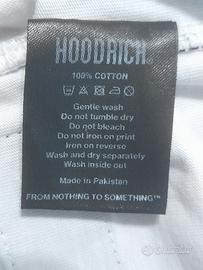 HOODRICH
100% COTTON
Gentle wash
Do not tumble dry
Do not bleach
Do not iron on print
Iron on reverse
Wash and dry separately
Wash inside out
Made in Pakistan
FROM NOTHING TO SOMETHING™